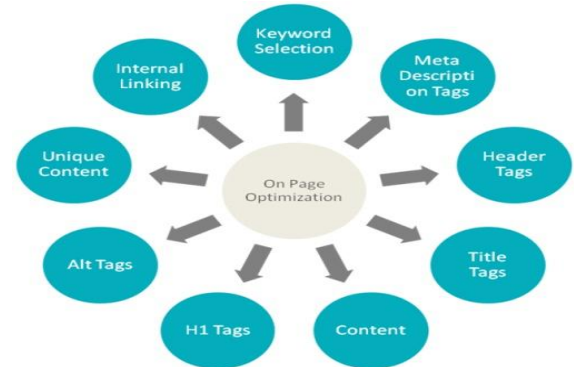 Keyword
Selection
Meta
Descripti
on Tags
Header
Tags
Title
Tags
Content
H1 Tags
Alt Tags
Unique
Content
Internal
Linking
On Page
Optimization